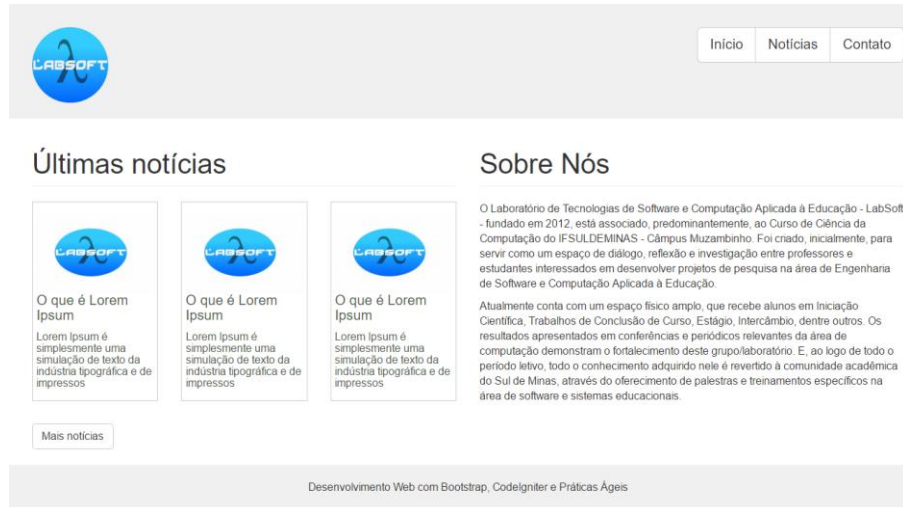 LABSOFT
Início
Notícias
Contato
Últimas notícias
LABSOFT
O que é Lorem
Ipsum
Lorem Ipsum é
simplesmente uma
simulação de texto da
indústria tipográfica e de
impressos
LABSOFT
O que é Lorem
Ipsum
Lorem Ipsum é
simplesmente uma
simulação de texto da
indústria tipográfica e de
impressos
LABSOFT
O que é Lorem
Ipsum
Lorem Ipsum é
simplesmente uma
simulação de texto da
indústria tipográfica e de
impressos
Mais notícias
Sobre Nós
O Laboratório de Tecnologias de Software e Computação Aplicada à Educação - LabSoft
- fundado em 2012, está associado, predominantemente, ao Curso de Ciência da
Computação do IFSULDEMINAS - Câmpus Muzambinho. Foi criado, inicialmente, para
servir como um espaço de diálogo, reflexão e investigação entre professores e
estudantes interessados em desenvolver projetos de pesquisa na área de Engenharia
de Software e Computação Aplicada à Educação.
Atualmente conta com um espaço físico amplo, que recebe alunos em Iniciação
Científica, Trabalhos de Conclusão de Curso, Estágio, Intercâmbio, dentre outros. Os
resultados apresentados em conferências e periódicos relevantes da área de
computação demonstram o fortalecimento deste grupo/laboratório. E, ao logo de todo o
período letivo, todo o conhecimento adquirido nele é revertido à comunidade acadêmica
do Sul de Minas, através do oferecimento de palestras e treinamentos específicos na
área de software e sistemas educacionais.
Desenvolvimento Web com Bootstrap, CodeIgniter e Práticas Ágeis